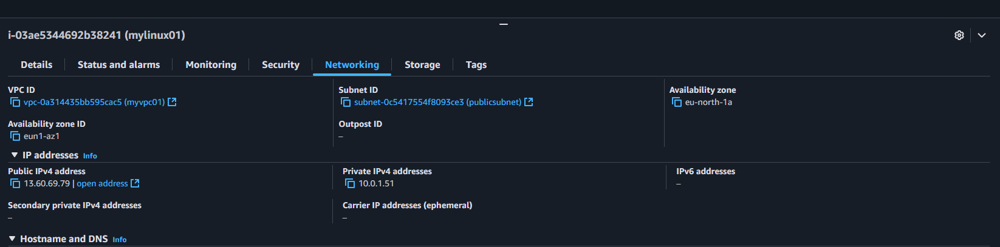 i-03ae5344692b38241 (mylinux01)
Details Status and alarms Monitoring Security Networking Storage Tags
VPC ID
vpc-0a314435bb595cac5 (myvpc01)
Subnet ID
subnet-0c5417554f8093ce3 (publicsubnet)
Availability zone
eu-north-1a
Availability zone ID
eun1-az1
Outpost ID
–
IP addresses Info
Public IPv4 address
13.60.69.79 | open address
Private IPv4 addresses
10.0.1.51
IPv6 addresses
–
Secondary private IPv4 addresses
–
Carrier IP addresses (ephemeral)
–
Hostname and DNS Info